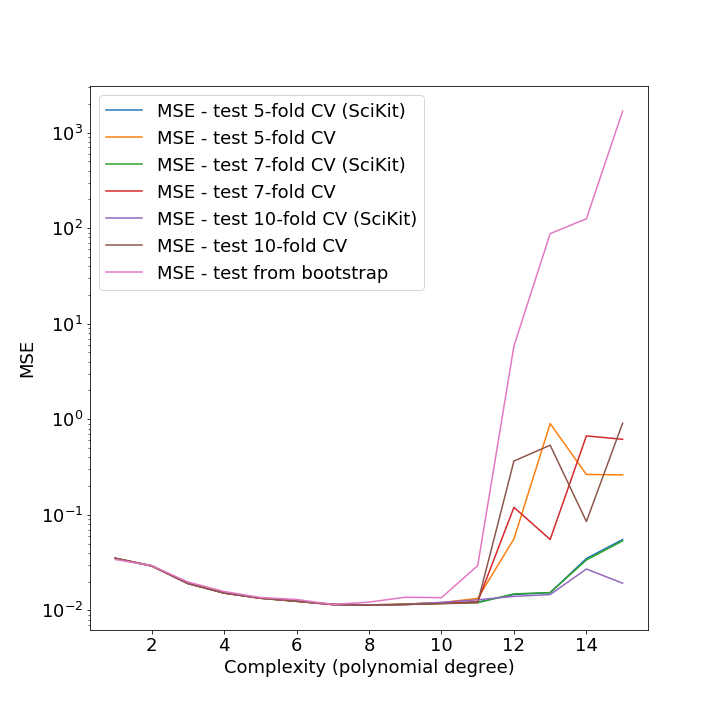 MSE - test 5-fold CV (SciKit)
MSE - test 5-fold CV
MSE - test 7-fold CV (SciKit)
MSE - test 7-fold CV
MSE - test 10-fold CV (SciKit)
MSE - test 10-fold CV
MSE - test from bootstrap
10³
10²
10¹
10⁰
10⁻¹
10⁻²
MSE
2 4 6 8 10 12 14
Complexity (polynomial degree)